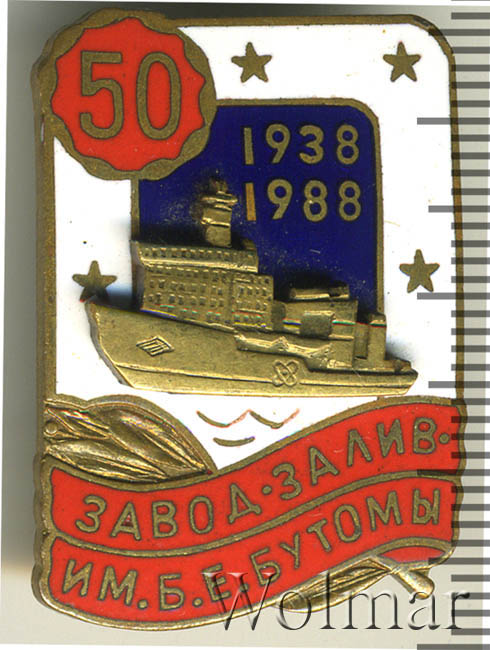 50
1938
1988
ЗАВОД·ЗАЛИВ·
ИМ. Б. Е. БУТОМЫ
Wolmar